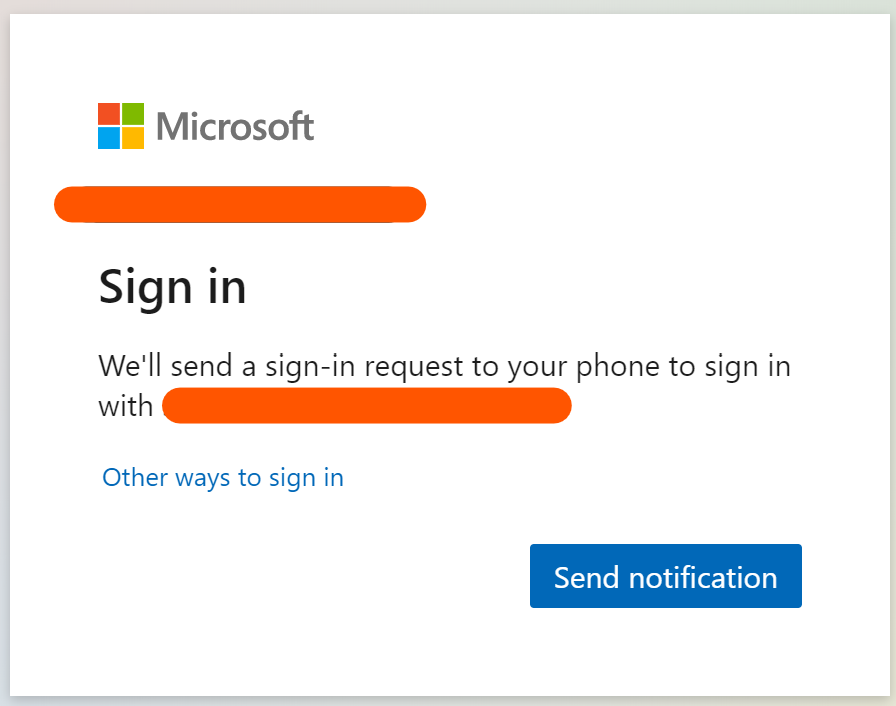 Microsoft
Sign in
We'll send a sign-in request to your phone to sign in
with
Other ways to sign in
Send notification